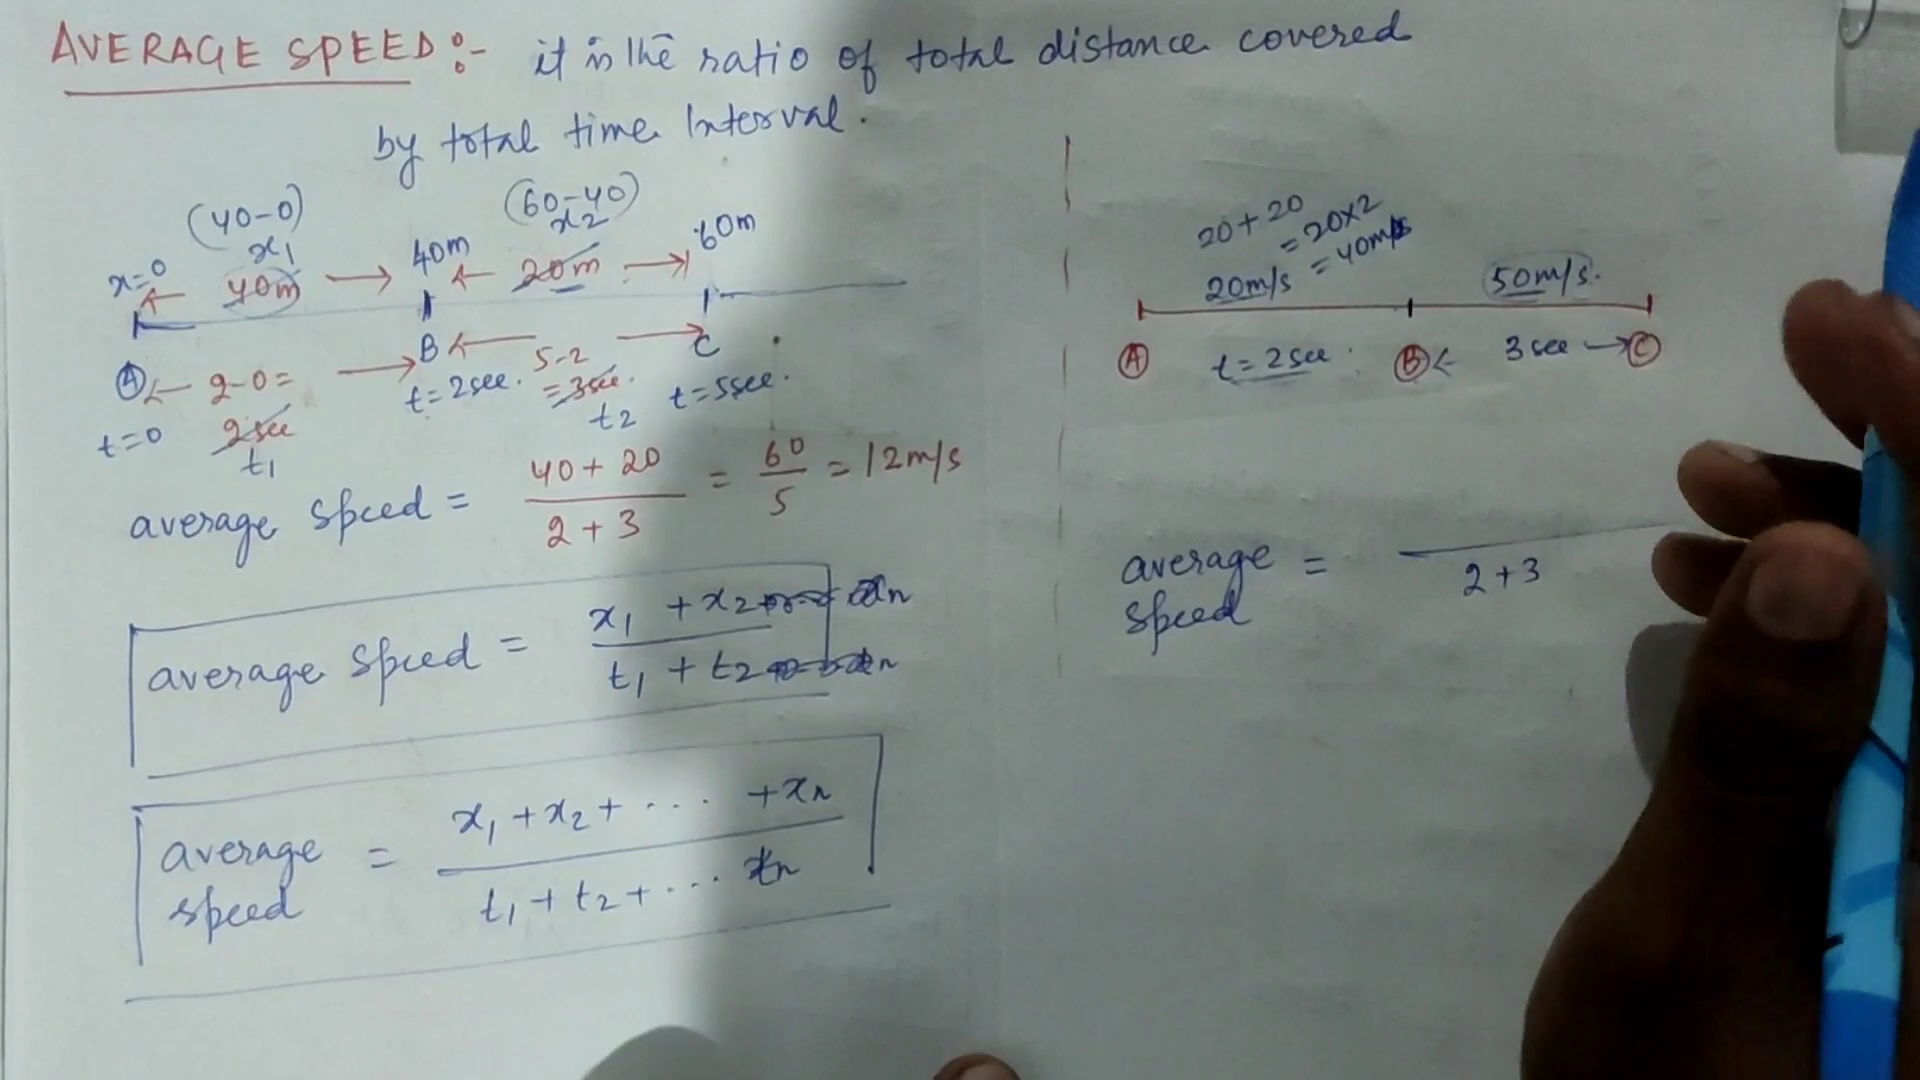 AVERAGE SPEED:- it is the ratio of total distance covered
by total time Interval.
(40-0) (60-40)
x1 x2
x=0 40m 40m 20m 60m
A B C
2-0= 5-2
t=0 2sec t=2sec. =3sec. t=5sec.
t1 t2
average speed = 40+20 / 2+3 = 60/5 = 12m/s
average speed = x1 + x2 / t1 + t2
average speed = x1+x2+ ... +xn / t1+t2+ ... tn
20+20
=20x2
=40m
20m/s 50m/s.
A t=2sec B 3sec C
average speed = 
2+3